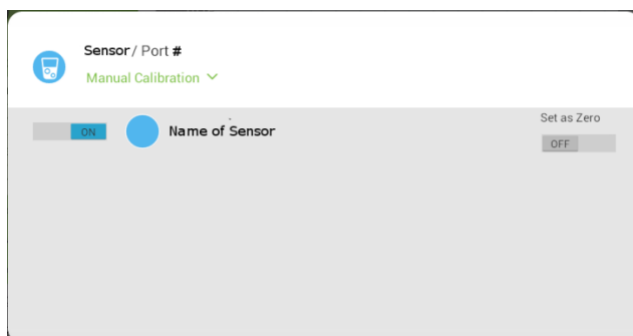 Sensor / Port #
Manual Calibration
Set as Zero
ON
Name of Sensor
OFF